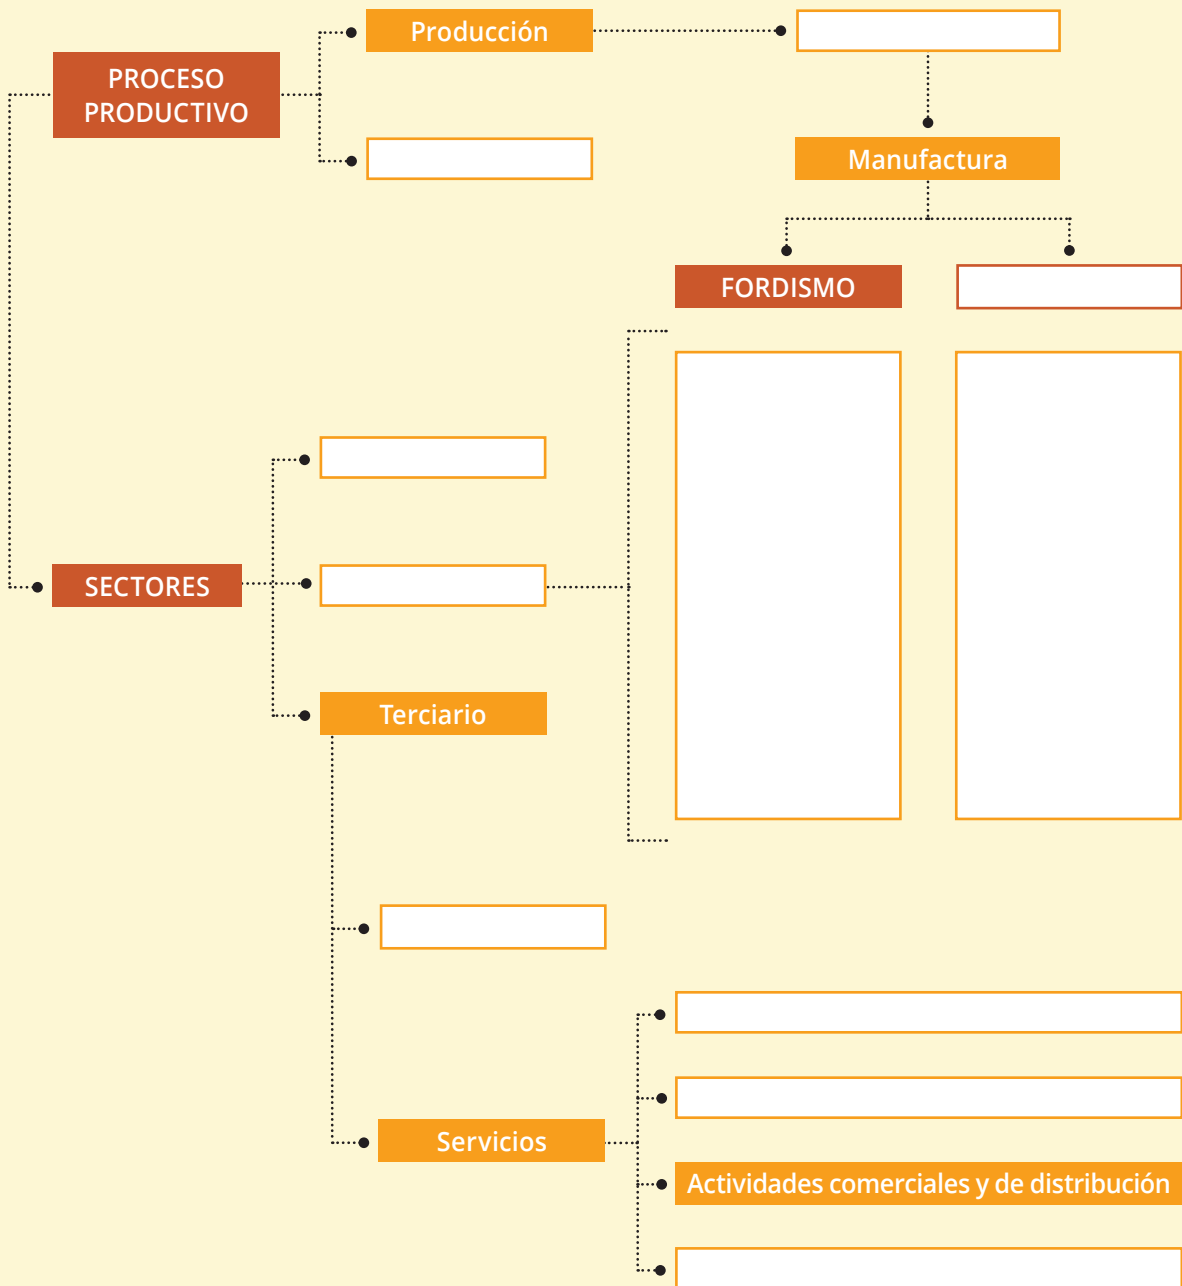 Producción
PROCESO
PRODUCTIVO
Manufactura
FORDISMO
SECTORES
Terciario
Servicios
Actividades comerciales y de distribución